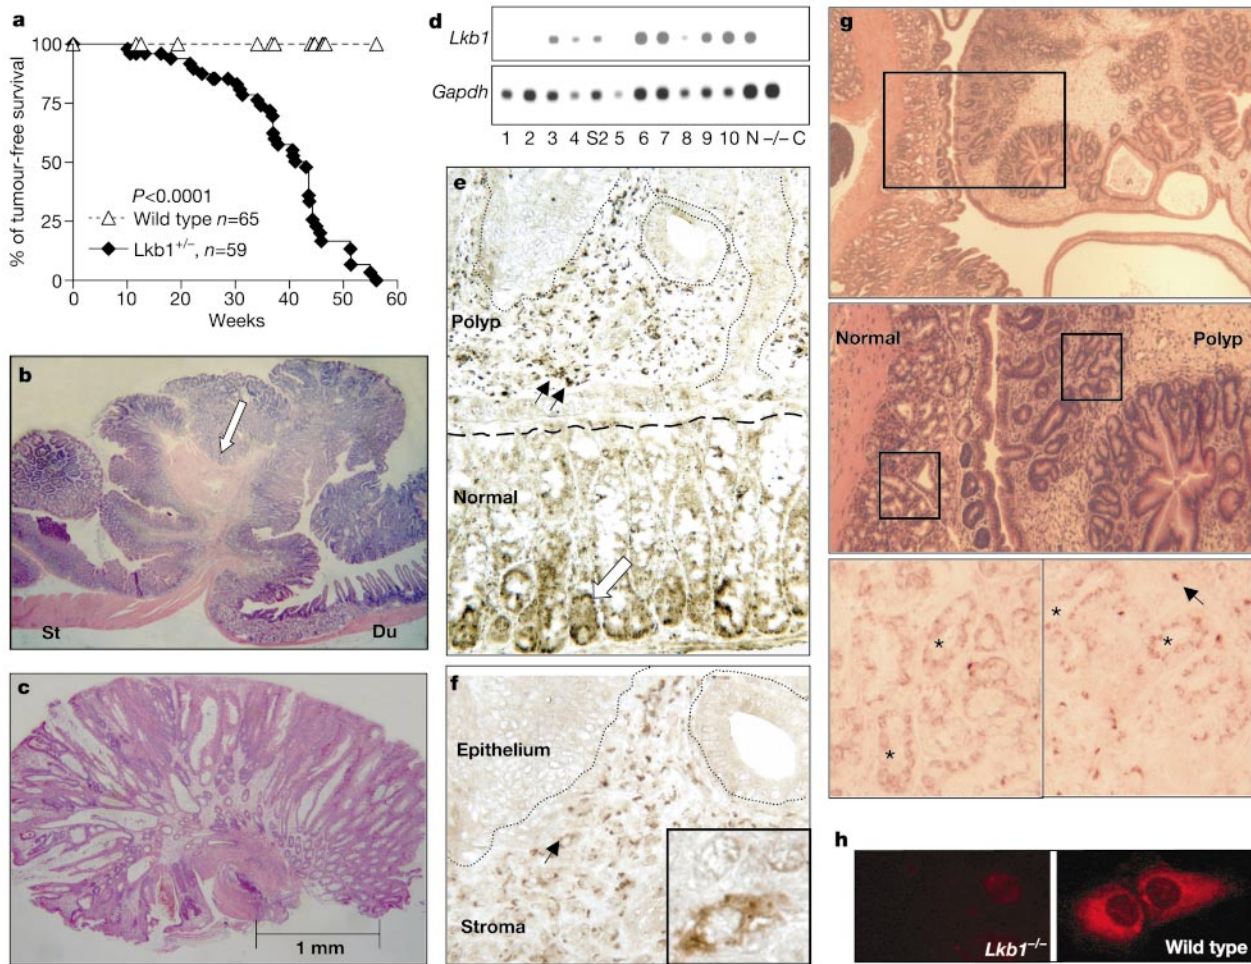 a
% of tumour-free survival
100
75
50
25
0
P<0.0001
Wild type n=65
Lkb1+/–, n=59
0 10 20 30 40 50 60
Weeks
b
St
Du
c
1 mm
d
Lkb1
Gapdh
1 2 3 4 S2 5 6 7 8 9 10 N –/– C
e
Polyp
Normal
f
Epithelium
Stroma
g
Normal
Polyp
*
*
*
*
h
Lkb1–/–
Wild type